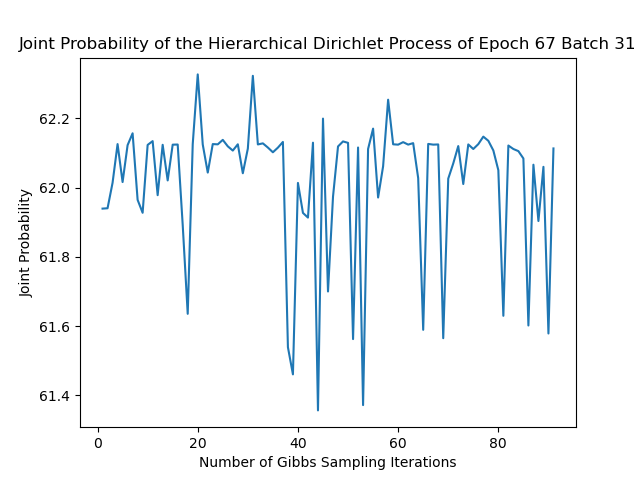 Joint Probability of the Hierarchical Dirichlet Process of Epoch 67 Batch 31
62.2
62.0
61.8
61.6
61.4
Joint Probability
0 20 40 60 80
Number of Gibbs Sampling Iterations